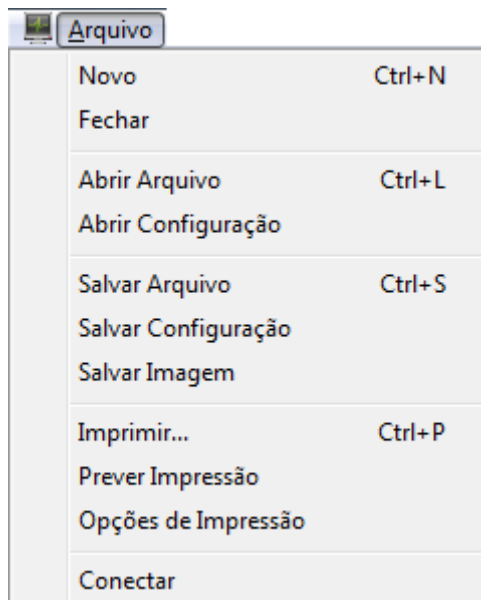 Arquivo
Novo Ctrl+N
Fechar
Abrir Arquivo Ctrl+L
Abrir Configuração
Salvar Arquivo Ctrl+S
Salvar Configuração
Salvar Imagem
Imprimir... Ctrl+P
Prever Impressão
Opções de Impressão
Conectar